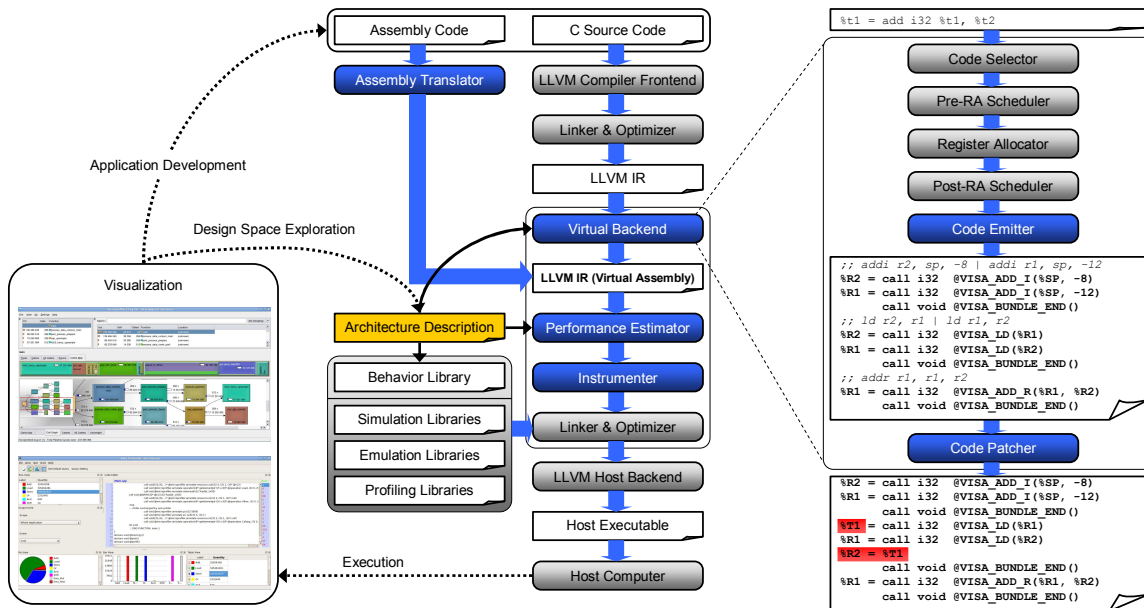 Assembly Code
C Source Code
Assembly Translator
LLVM Compiler Frontend
Linker & Optimizer
LLVM IR
Application Development
Design Space Exploration
Virtual Backend
LLVM IR (Virtual Assembly)
Visualization
Architecture Description
Performance Estimator
Behavior Library
Instrumenter
Simulation Libraries
Linker & Optimizer
Emulation Libraries
LLVM Host Backend
Profiling Libraries
Host Executable
Execution
Host Computer
%t1 = add i32 %t1, %t2
Code Selector
Pre-RA Scheduler
Register Allocator
Post-RA Scheduler
Code Emitter
;; addi r2, sp, -8 | addi r1, sp, -12
%R2 = call i32 @VISA_ADD_I(%SP, -8)
%R1 = call i32 @VISA_ADD_I(%SP, -12)
call void @VISA_BUNDLE_END()
;; ld r2, r1 | ld r1, r2
%R2 = call i32 @VISA_LD(%R1)
%R1 = call i32 @VISA_LD(%R2)
call void @VISA_BUNDLE_END()
;; addr r1, r1, r2
%R1 = call i32 @VISA_ADD_R(%R1, %R2)
call void @VISA_BUNDLE_END()
Code Patcher
%R2 = call i32 @VISA_ADD_I(%SP, -8)
%R1 = call i32 @VISA_ADD_I(%SP, -12)
call void @VISA_BUNDLE_END()
%T1 = call i32 @VISA_LD(%R1)
%R1 = call i32 @VISA_LD(%R2)
%R2 = %T1
call void @VISA_BUNDLE_END()
%R1 = call i32 @VISA_ADD_R(%R1, %R2)
call void @VISA_BUNDLE_END()